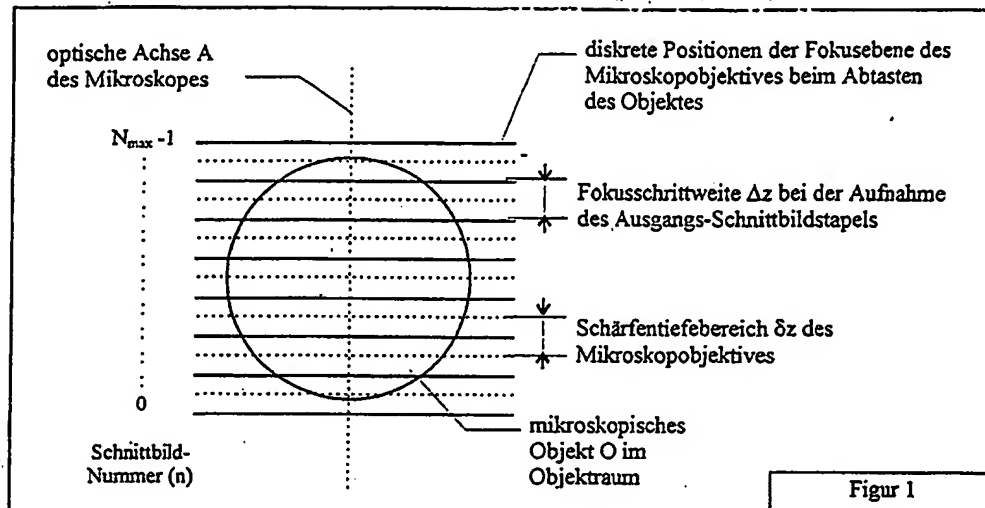 optische Achse A
des Mikroskopes
diskrete Positionen der Fokusebene des
Mikroskopobjektives beim Abtasten
des Objektes
Nmax -1
Fokusschrittweite Δz bei der Aufnahme
des Ausgangs-Schnittbildstapels
Schärfentiefebereich δz des
Mikroskopobjektives
0
mikroskopisches
Objekt O im
Objektraum
Schnittbild-
Nummer (n)
Figur 1